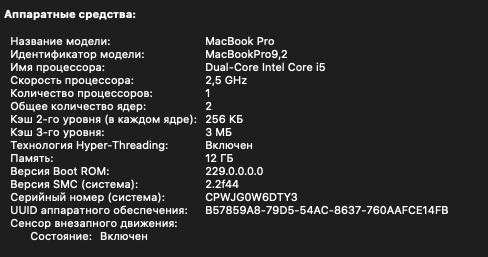 Аппаратные средства:
Название модели: MacBook Pro
Идентификатор модели: MacBookPro9,2
Имя процессора: Dual-Core Intel Core i5
Скорость процессора: 2,5 GHz
Количество процессоров: 1
Общее количество ядер: 2
Кэш 2-го уровня (в каждом ядре): 256 КБ
Кэш 3-го уровня: 3 МБ
Технология Hyper-Threading: Включен
Память: 12 ГБ
Версия Boot ROM: 229.0.0.0.0
Версия SMC (система): 2.2f44
Серийный номер (система): CPWJG0W6DTY3
UUID аппаратного обеспечения: B57859A8-79D5-54AC-8637-760AAFCE14FB
Сенсор внезапного движения:
Состояние: Включен